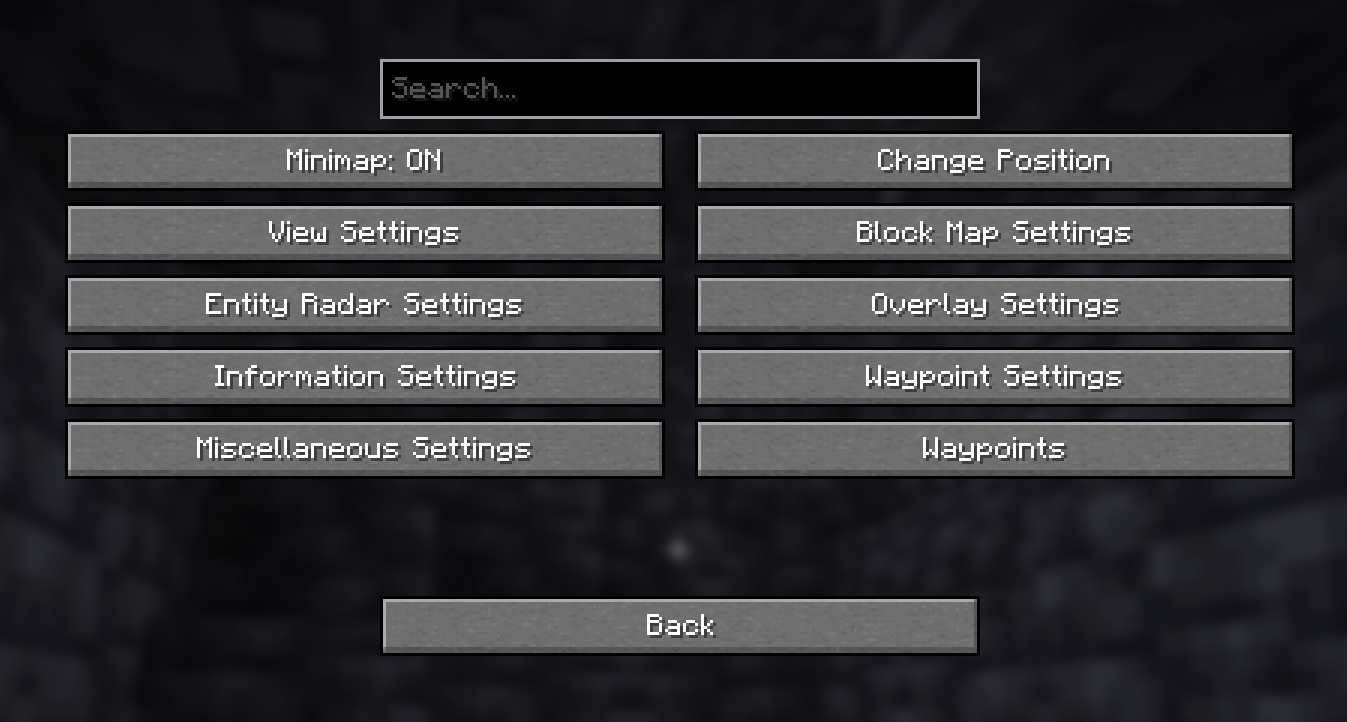 Search...
Minimap: ON
Change Position
View Settings
Block Map Settings
Entity Radar Settings
Overlay Settings
Information Settings
Waypoint Settings
Miscellaneous Settings
Waypoints
Back